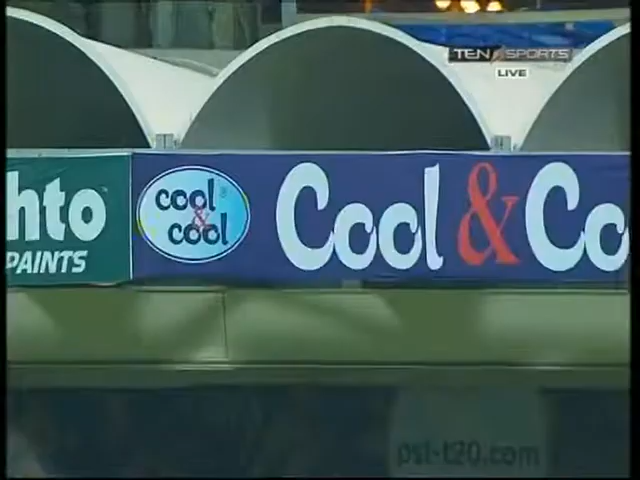 TEN SPORTS
LIVE
hto
PAINTS
cool
&
cool
Cool & Co
pst-t20.com